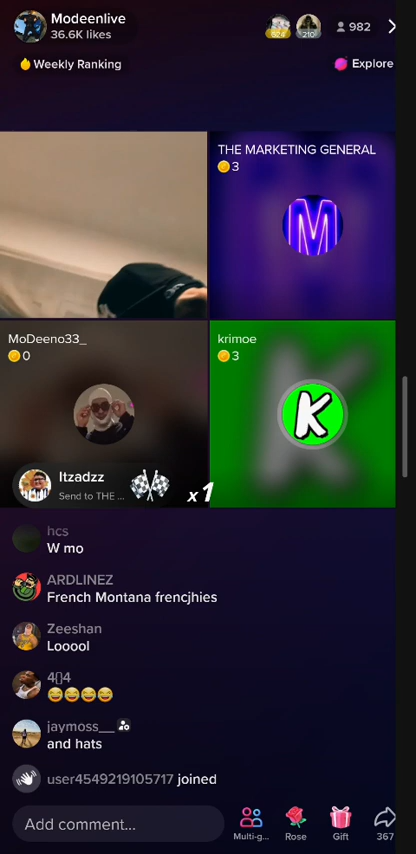 Modeenlive
36.6K likes
524
210
982
Weekly Ranking
Explore
THE MARKETING GENERAL
3
M
MoDeeno33_
0
krimoe
3
K
Itzadzz
Send to THE ...
x1
hcs
W mo
ARDLINEZ
French Montana frencjhies
Zeeshan
Looool
4[]4
😂😂😂😂
jaymoss__
and hats
user4549219105717 joined
Add comment...
Multi-g...
Rose
Gift
367